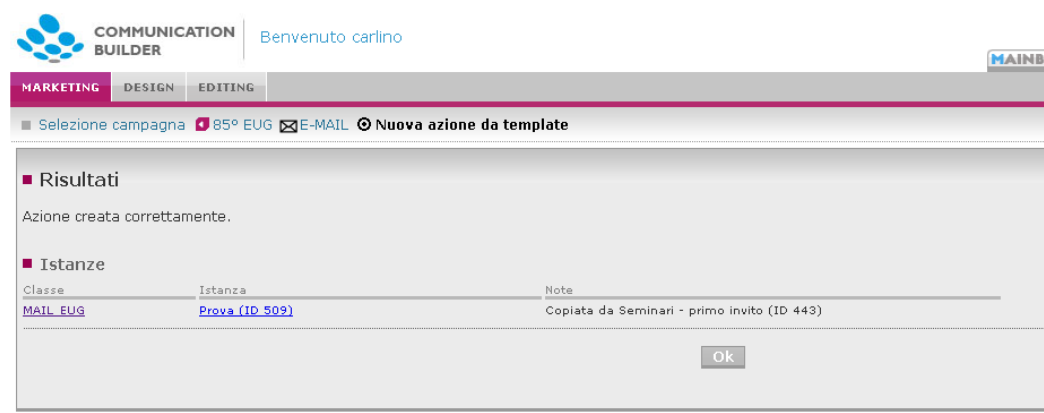 COMMUNICATION
BUILDER
Benvenuto carlino
MAINB
MARKETING DESIGN EDITING
Selezione campagna 85º EUG E-MAIL Nuova azione da template
Risultati
Azione creata correttamente.
Istanze
Classe Istanza Note
MAIL EUG Prova (ID 509) Copiata da Seminari - primo invito (ID 443)
Ok